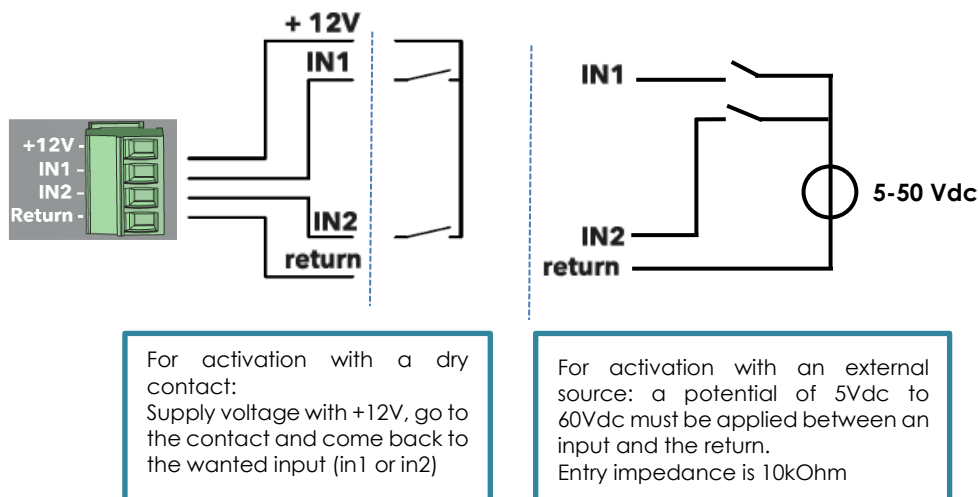 + 12V
IN1
+12V
IN1
IN2
Return
IN2
return
IN1
5-50 Vdc
IN2
return
For activation with a dry
contact:
Supply voltage with +12V, go to
the contact and come back to
the wanted input (in1 or in2)
For activation with an external
source: a potential of 5Vdc to
60Vdc must be applied between an
input and the return.
Entry impedance is 10kOhm